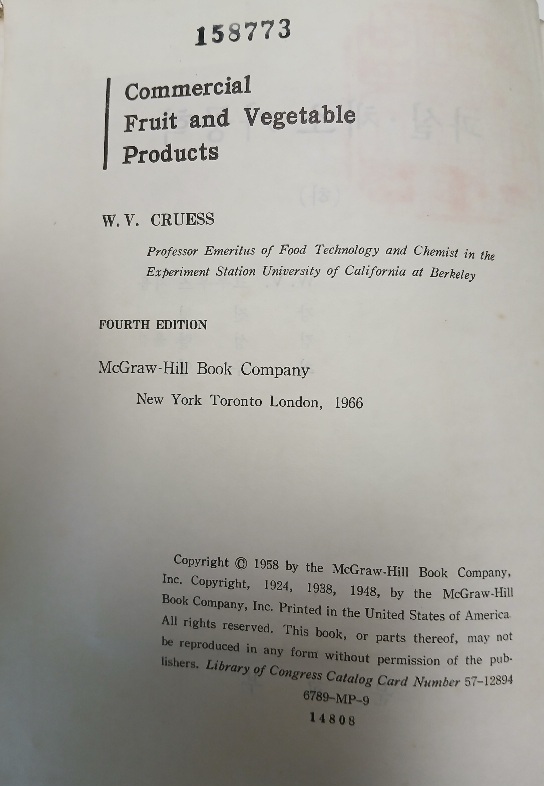 158773
Commercial
Fruit and Vegetable
Products
W. V. CRUESS
Professor Emeritus of Food Technology and Chemist in the
Experiment Station University of California at Berkeley
FOURTH EDITION
McGraw-Hill Book Company
New York Toronto London, 1966
Copyright © 1958 by the McGraw-Hill Book Company,
Inc. Copyright, 1924, 1938, 1948, by the McGraw-Hill
Book Company, Inc. Printed in the United States of America
All rights reserved. This book, or parts thereof, may not
be reproduced in any form without permission of the pub-
lishers. Library of Congress Catalog Card Number 57-12894
6789-MP-9
14808